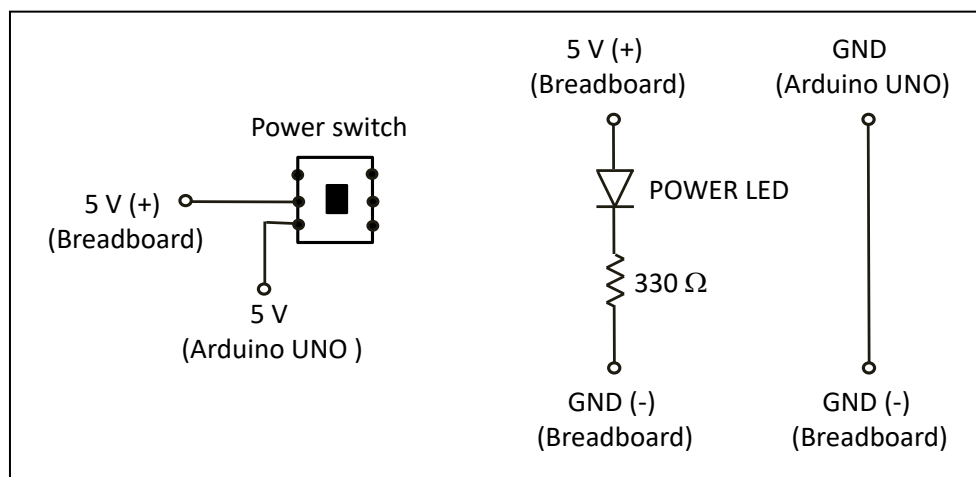 Power switch
5 V (+)
(Breadboard)
5 V
(Arduino UNO )
5 V (+)
(Breadboard)
POWER LED
330 Ω
GND (-)
(Breadboard)
GND
(Arduino UNO)
GND (-)
(Breadboard)